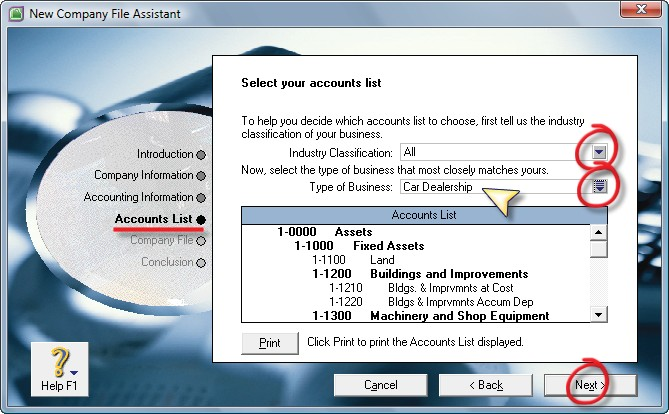 New Company File Assistant
Select your accounts list
To help you decide which accounts list to choose, first tell us the industry
classification of your business.
Industry Classification: All
Now, select the type of business that most closely matches yours.
Type of Business: Car Dealership
Introduction
Company Information
Accounting Information
Accounts List
Company File
Conclusion
Accounts List
1-0000 Assets
1-1000 Fixed Assets
1-1100 Land
1-1200 Buildings and Improvements
1-1210 Bldgs. & Imprvmnts at Cost
1-1220 Bldgs & Imprvmnts Accum Dep
1-1300 Machinery and Shop Equipment
Print Click Print to print the Accounts List displayed.
?
Help F1
Cancel < Back Next >